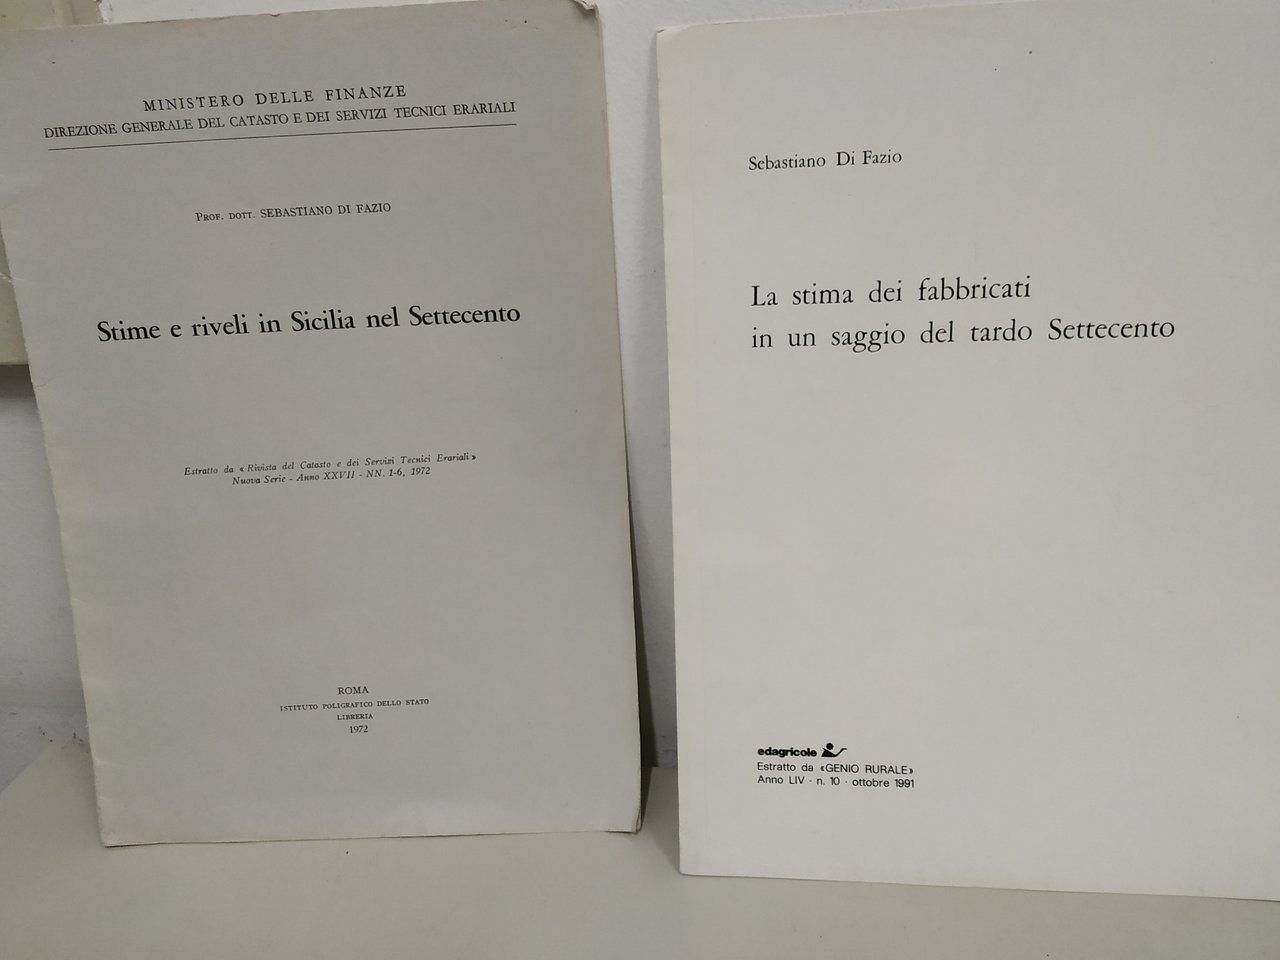 MINISTERO DELLE FINANZE
DIREZIONE GENERALE DEL CATASTO E DEI SERVIZI TECNICI ERARIALI
PROF. DOTT. SEBASTIANO DI FAZIO
Stime e riveli in Sicilia nel Settecento
Estratto da « Rivista del Catasto e dei Servizi Tecnici Erariali »
Nuova Serie - Anno XXVII - NN. 1-6, 1972
ROMA
ISTITUTO POLIGRAFICO DELLO STATO
LIBRERIA
1972
Sebastiano Di Fazio
La stima dei fabbricati
in un saggio del tardo Settecento
edagricole
Estratto da «GENIO RURALE»
Anno LIV · n. 10 · ottobre 1991